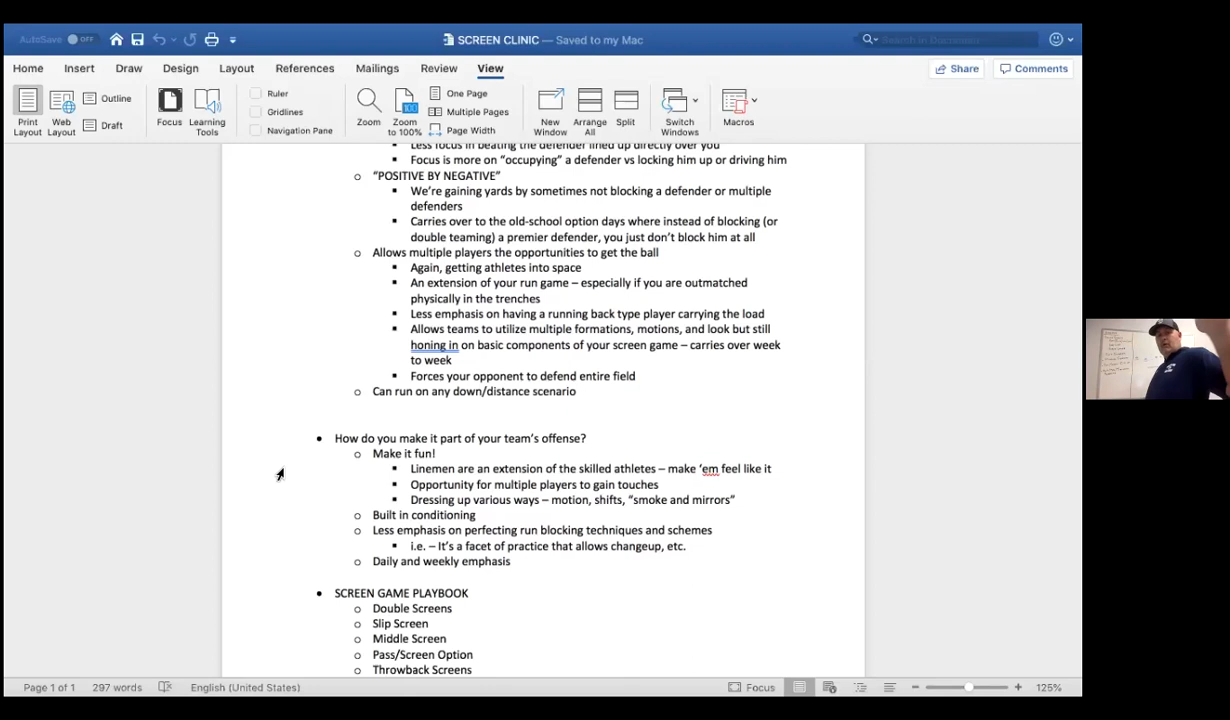 AutoSave OFF
SCREEN CLINIC — Saved to my Mac
Search in Document
Home Insert Draw Design Layout References Mailings Review View
Share Comments
Print Layout
Web Layout
Outline
Draft
Focus
Learning Tools
Ruler
Gridlines
Navigation Pane
Zoom
Zoom to 100%
One Page
Multiple Pages
Page Width
New Window
Arrange All
Split
Switch Windows
Macros
Less focus in beating the defender lined up directly over you
Focus is more on “occupying” a defender vs locking him up or driving him
“POSITIVE BY NEGATIVE”
We’re gaining yards by sometimes not blocking a defender or multiple
defenders
Carries over to the old-school option days where instead of blocking (or
double teaming) a premier defender, you just don’t block him at all
Allows multiple players the opportunities to get the ball
Again, getting athletes into space
An extension of your run game – especially if you are outmatched
physically in the trenches
Less emphasis on having a running back type player carrying the load
Allows teams to utilize multiple formations, motions, and look but still
honing in on basic components of your screen game – carries over week
to week
Forces your opponent to defend entire field
Can run on any down/distance scenario
How do you make it part of your team’s offense?
Make it fun!
Linemen are an extension of the skilled athletes – make ‘em feel like it
Opportunity for multiple players to gain touches
Dressing up various ways – motion, shifts, “smoke and mirrors”
Built in conditioning
Less emphasis on perfecting run blocking techniques and schemes
i.e. – It’s a facet of practice that allows changeup, etc.
Daily and weekly emphasis
SCREEN GAME PLAYBOOK
Double Screens
Slip Screen
Middle Screen
Pass/Screen Option
Throwback Screens
Page 1 of 1 297 words English (United States) Focus 125%